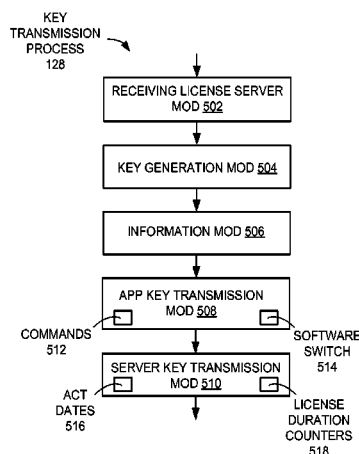 KEY
TRANSMISSION
PROCESS
128
RECEIVING LICENSE SERVER
MOD 502
KEY GENERATION MOD 504
INFORMATION MOD 506
APP KEY TRANSMISSION
MOD 508
COMMANDS
512
SOFTWARE
SWITCH
514
SERVER KEY TRANSMISSION
MOD 510
ACT
DATES
516
LICENSE
DURATION
COUNTERS
518